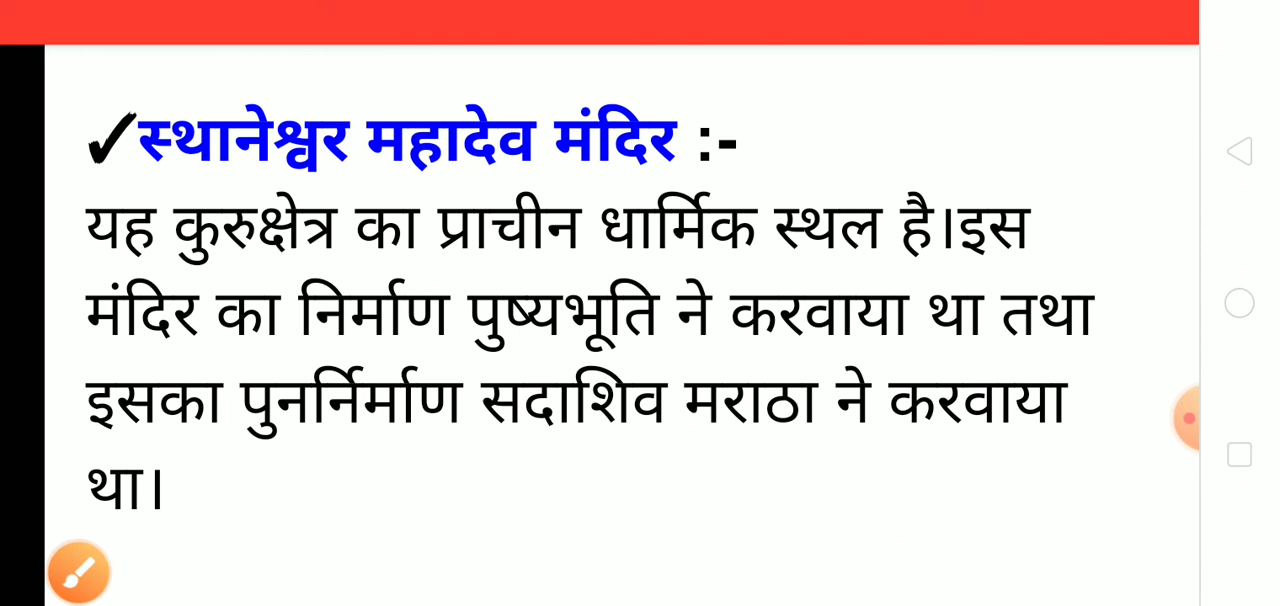 ✓स्थानेश्वर महादेव मंदिर :-
यह कुरुक्षेत्र का प्राचीन धार्मिक स्थल है।इस
मंदिर का निर्माण पुष्यभूति ने करवाया था तथा
इसका पुनर्निर्माण सदाशिव मराठा ने करवाया
था।